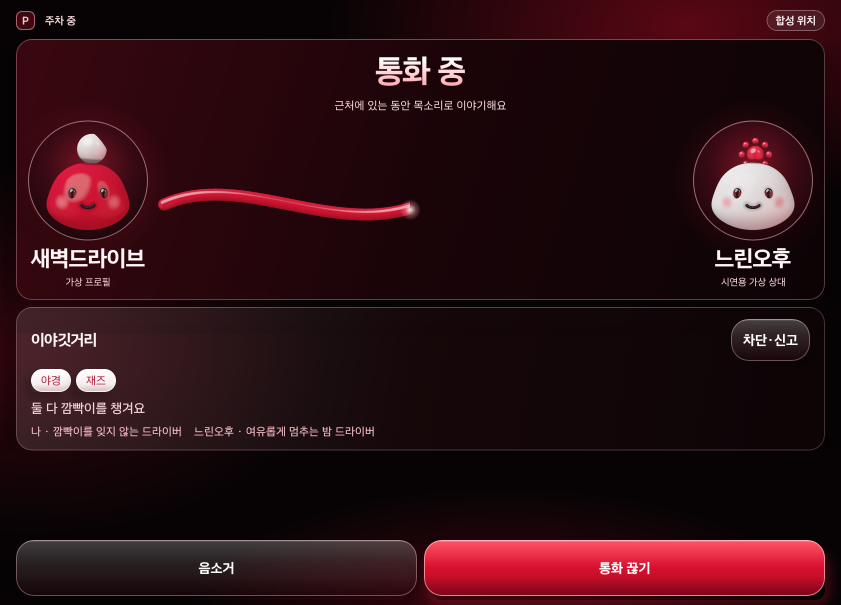 P 주차 중
합성 위치
통화 중
근처에 있는 동안 목소리로 이야기해요
새벽드라이브
가상 프로필
느린오후
시연용 가상 상대
이야깃거리
차단·신고
야경 재즈
둘 다 깜빡이를 챙겨요
나 · 깜빡이를 잊지 않는 드라이버 느린오후 · 여유롭게 멈추는 밤 드라이버
음소거
통화 끊기